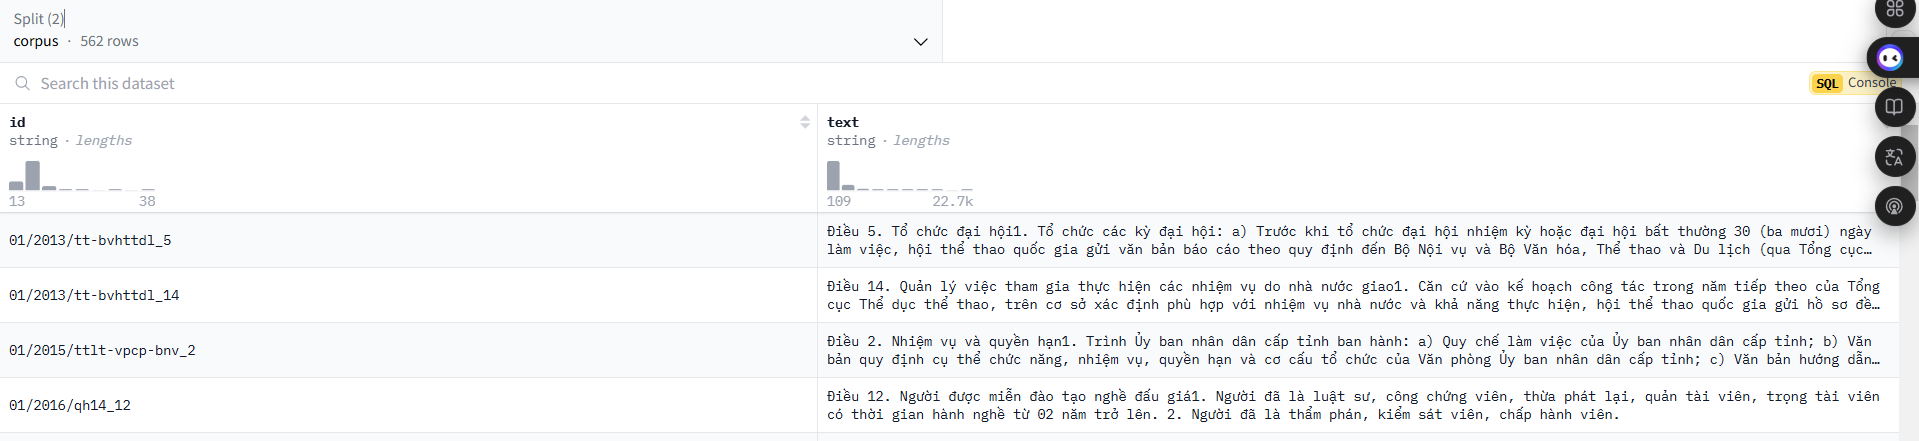 Split (2)
corpus · 562 rows
Search this dataset
SQL Console
id
string · lengths
13 38
text
string · lengths
109 22.7k
01/2013/tt-bvhttdl_5
Điều 5. Tổ chức đại hội1. Tổ chức các kỳ đại hội: a) Trước khi tổ chức đại hội nhiệm kỳ hoặc đại hội bất thường 30 (ba mươi) ngày
làm việc, hội thể thao quốc gia gửi văn bản báo cáo theo quy định đến Bộ Nội vụ và Bộ Văn hóa, Thể thao và Du lịch (qua Tổng cục…
01/2013/tt-bvhttdl_14
Điều 14. Quản lý việc tham gia thực hiện các nhiệm vụ do nhà nước giao1. Căn cứ vào kế hoạch công tác trong năm tiếp theo của Tổng
cục Thể dục thể thao, trên cơ sở xác định phù hợp với nhiệm vụ nhà nước và khả năng thực hiện, hội thể thao quốc gia gửi hồ sơ đề…
01/2015/ttlt-vpcp-bnv_2
Điều 2. Nhiệm vụ và quyền hạn1. Trình Ủy ban nhân dân cấp tỉnh ban hành: a) Quy chế làm việc của Ủy ban nhân dân cấp tỉnh; b) Văn
bản quy định cụ thể chức năng, nhiệm vụ, quyền hạn và cơ cấu tổ chức của Văn phòng Ủy ban nhân dân cấp tỉnh; c) Văn bản hướng dẫn…
01/2016/qh14_12
Điều 12. Người được miễn đào tạo nghề đấu giá1. Người đã là luật sư, công chứng viên, thừa phát lại, quản tài viên, trọng tài viên
có thời gian hành nghề từ 02 năm trở lên. 2. Người đã là thẩm phán, kiểm sát viên, chấp hành viên.